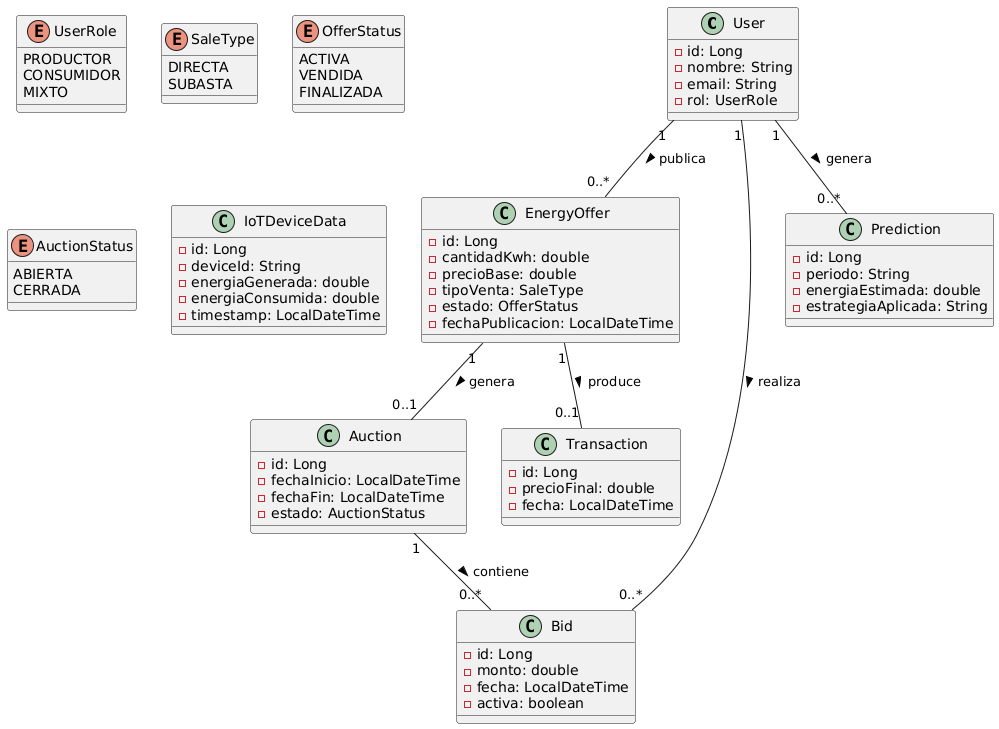 E UserRole
PRODUCTOR
CONSUMIDOR
MIXTO
E SaleType
DIRECTA
SUBASTA
E OfferStatus
ACTIVA
VENDIDA
FINALIZADA
C User
id: Long
nombre: String
email: String
rol: UserRole
1
1
1
publica
genera
0..*
0..*
E AuctionStatus
ABIERTA
CERRADA
C IoTDeviceData
id: Long
deviceId: String
energiaGenerada: double
energiaConsumida: double
timestamp: LocalDateTime
C EnergyOffer
id: Long
cantidadKwh: double
precioBase: double
tipoVenta: SaleType
estado: OfferStatus
fechaPublicacion: LocalDateTime
C Prediction
id: Long
periodo: String
energiaEstimada: double
estrategiaAplicada: String
1
1
genera
produce
realiza
0..1
0..1
C Auction
id: Long
fechaInicio: LocalDateTime
fechaFin: LocalDateTime
estado: AuctionStatus
C Transaction
id: Long
precioFinal: double
fecha: LocalDateTime
1
contiene
0..*
0..*
C Bid
id: Long
monto: double
fecha: LocalDateTime
activa: boolean